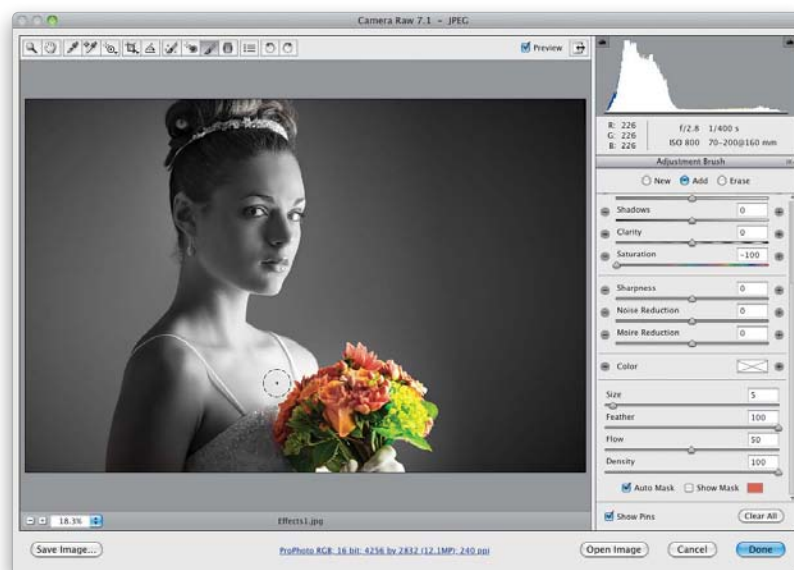 Camera Raw 7.1 - JPEG
Preview
R: 226
G: 226
B: 226
f/2.8 1/400 s
ISO 800 70-200@160 mm
Adjustment Brush
New Add Erase
Shadows 0
Clarity 0
Saturation -100
Sharpness 0
Noise Reduction 0
Moire Reduction 0
Color
Size 5
Feather 100
Flow 50
Density 100
Auto Mask Show Mask
Show Pins Clear All
18.3% Effects1.jpg
Save Image... ProPhoto RGB; 16 bit; 4256 by 2832 (12.1MP); 240 ppi Open Image Cancel Done